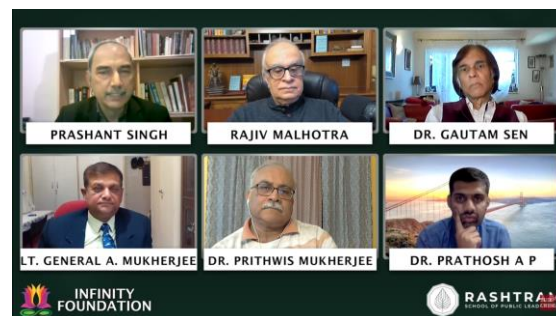 PRASHANT SINGH
RAJIV MALHOTRA
DR. GAUTAM SEN
LT. GENERAL A. MUKHERJEE
DR. PRITHWIS MUKHERJEE
DR. PRATHOSH A P
INFINITY
FOUNDATION
RASHTRAM
SCHOOL OF PUBLIC